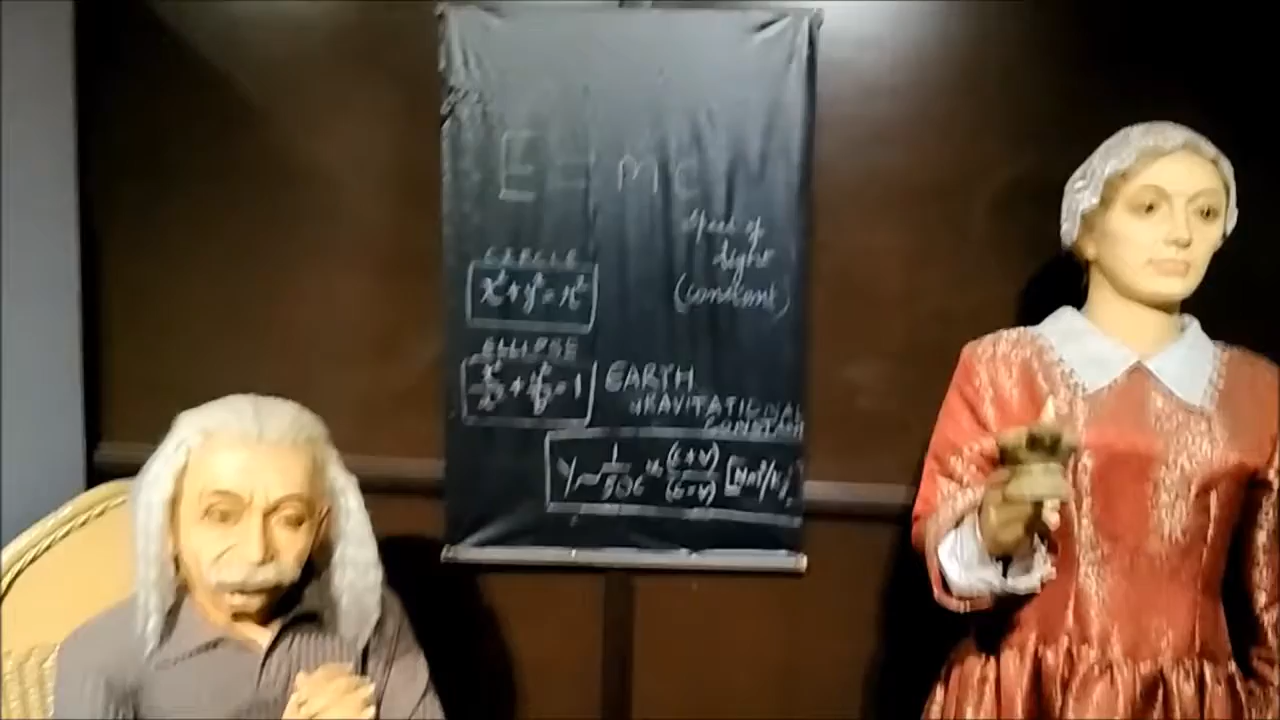 E = mc
speed of
light
(constant)
CIRCLE
x² + y² = r²
ELLIPSE
EARTH
GRAVITATIONAL
CONSTANT